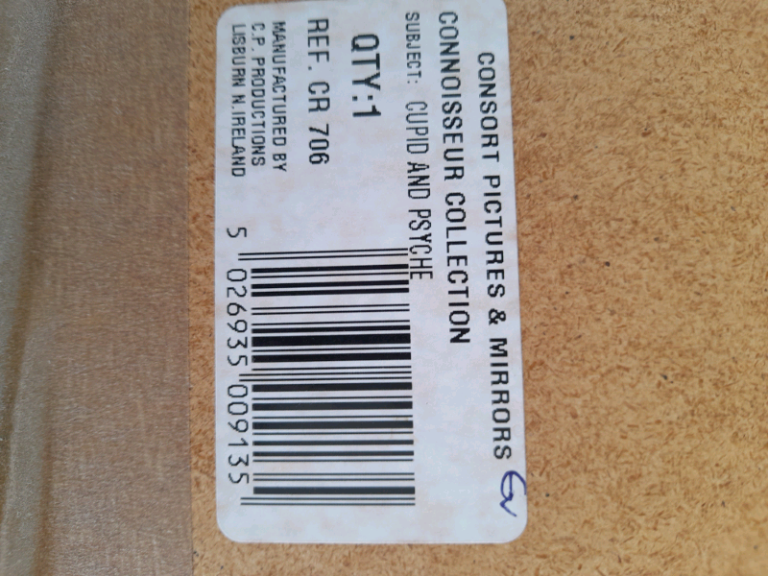 CONSORT PICTURES & MIRRORS
CONNOISSEUR COLLECTION
SUBJECT: CUPID AND PSYCHE
QTY:1
REF. CR 706
MANUFACTURED BY
C.P. PRODUCTIONS
LISBURN N.IRELAND
5 026935 009135